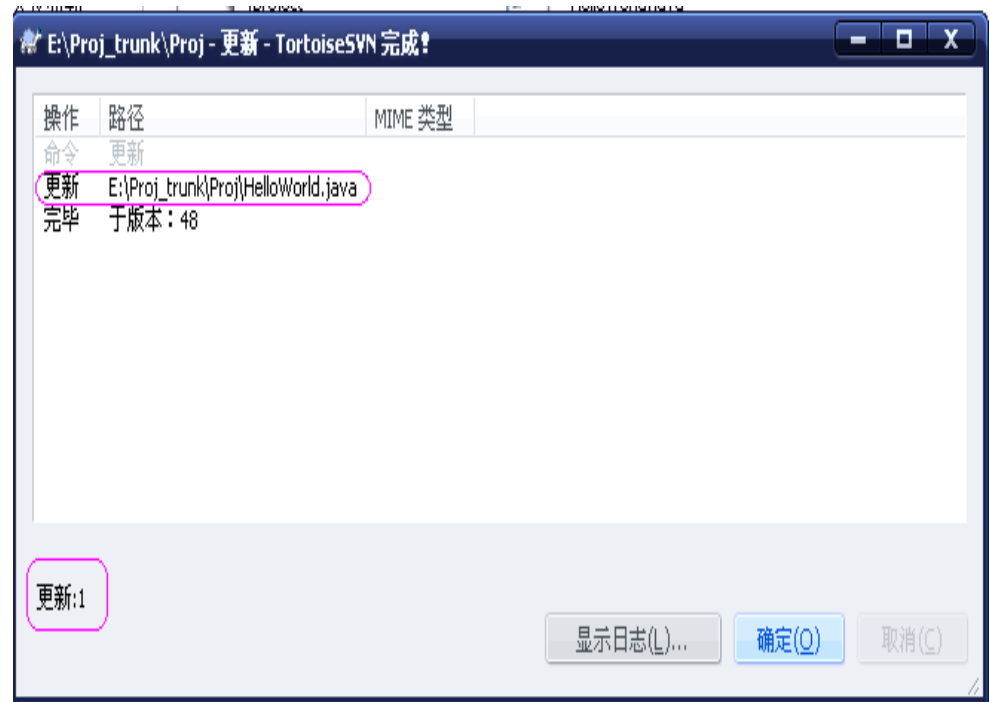 E:\Proj_trunk\Proj - 更新 - TortoiseSVN 完成!
操作 路径 MIME 类型
命令 更新
更新 E:\Proj_trunk\Proj\HelloWorld.java
完毕 于版本：48
更新:1
显示日志(L)... 确定(O) 取消(C)